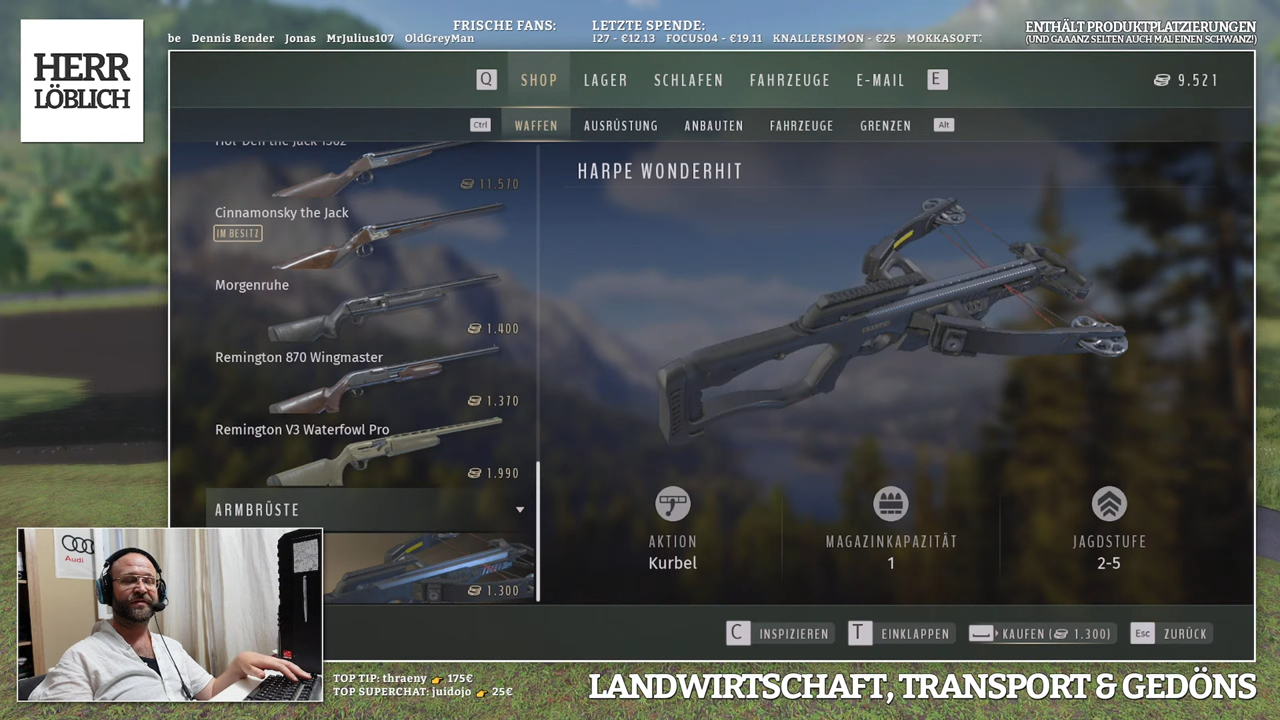 HERR
LÖBLICH
FRISCHE FANS:
be Dennis Bender Jonas MrJulius107 OldGreyMan
LETZTE SPENDE:
I27 - €12.13 FOCUS04 - €19.11 KNALLERSIMON - €25 MOKKASOFT
ENTHÄLT PRODUKTPLATZIERUNGEN
(UND GAAANZ SELTEN AUCH MAL EINEN SCHWANZ!)
Q SHOP LAGER SCHLAFEN FAHRZEUGE E-MAIL E
9.521
Ctrl WAFFEN AUSRÜSTUNG ANBAUTEN FAHRZEUGE GRENZEN Alt
11.570
Cinnamonsky the Jack
IM BESITZ
Morgenruhe
1.400
Remington 870 Wingmaster
1.370
Remington V3 Waterfowl Pro
1.990
ARMBRÜSTE
1.300
HARPE WONDERHIT
AKTION
Kurbel
MAGAZINKAPAZITÄT
1
JAGDSTUFE
2-5
C INSPIZIEREN T EINKLAPPEN KAUFEN ( 1.300) Esc ZURÜCK
Audi
TOP TIP: thraeny 👉 175€
TOP SUPERCHAT: juidojo 👉 25€
LANDWIRTSCHAFT, TRANSPORT & GEDÖNS